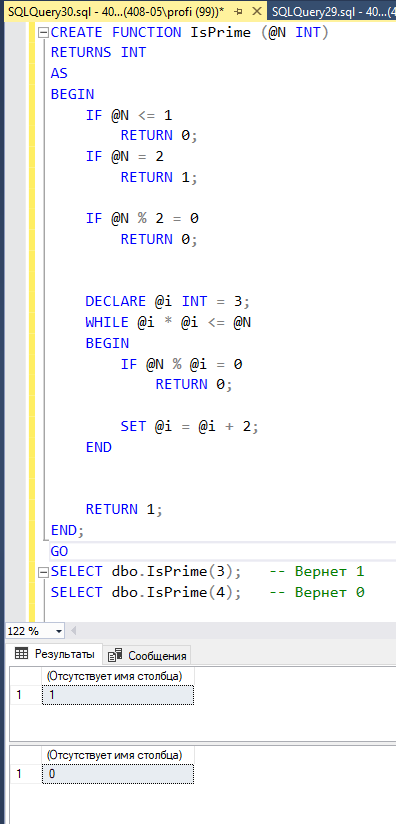 SQLQuery30.sql - 40...(408-05\profi (99))* SQLQuery29.sql - 40...(4
CREATE FUNCTION IsPrime (@N INT)
RETURNS INT
AS
BEGIN
IF @N <= 1
RETURN 0;
IF @N = 2
RETURN 1;
IF @N % 2 = 0
RETURN 0;
DECLARE @i INT = 3;
WHILE @i * @i <= @N
BEGIN
IF @N % @i = 0
RETURN 0;
SET @i = @i + 2;
END
RETURN 1;
END;
GO
SELECT dbo.IsPrime(3); -- Вернет 1
SELECT dbo.IsPrime(4); -- Вернет 0
122 %
Результаты Сообщения
(Отсутствует имя столбца)
1 1
(Отсутствует имя столбца)
1 0